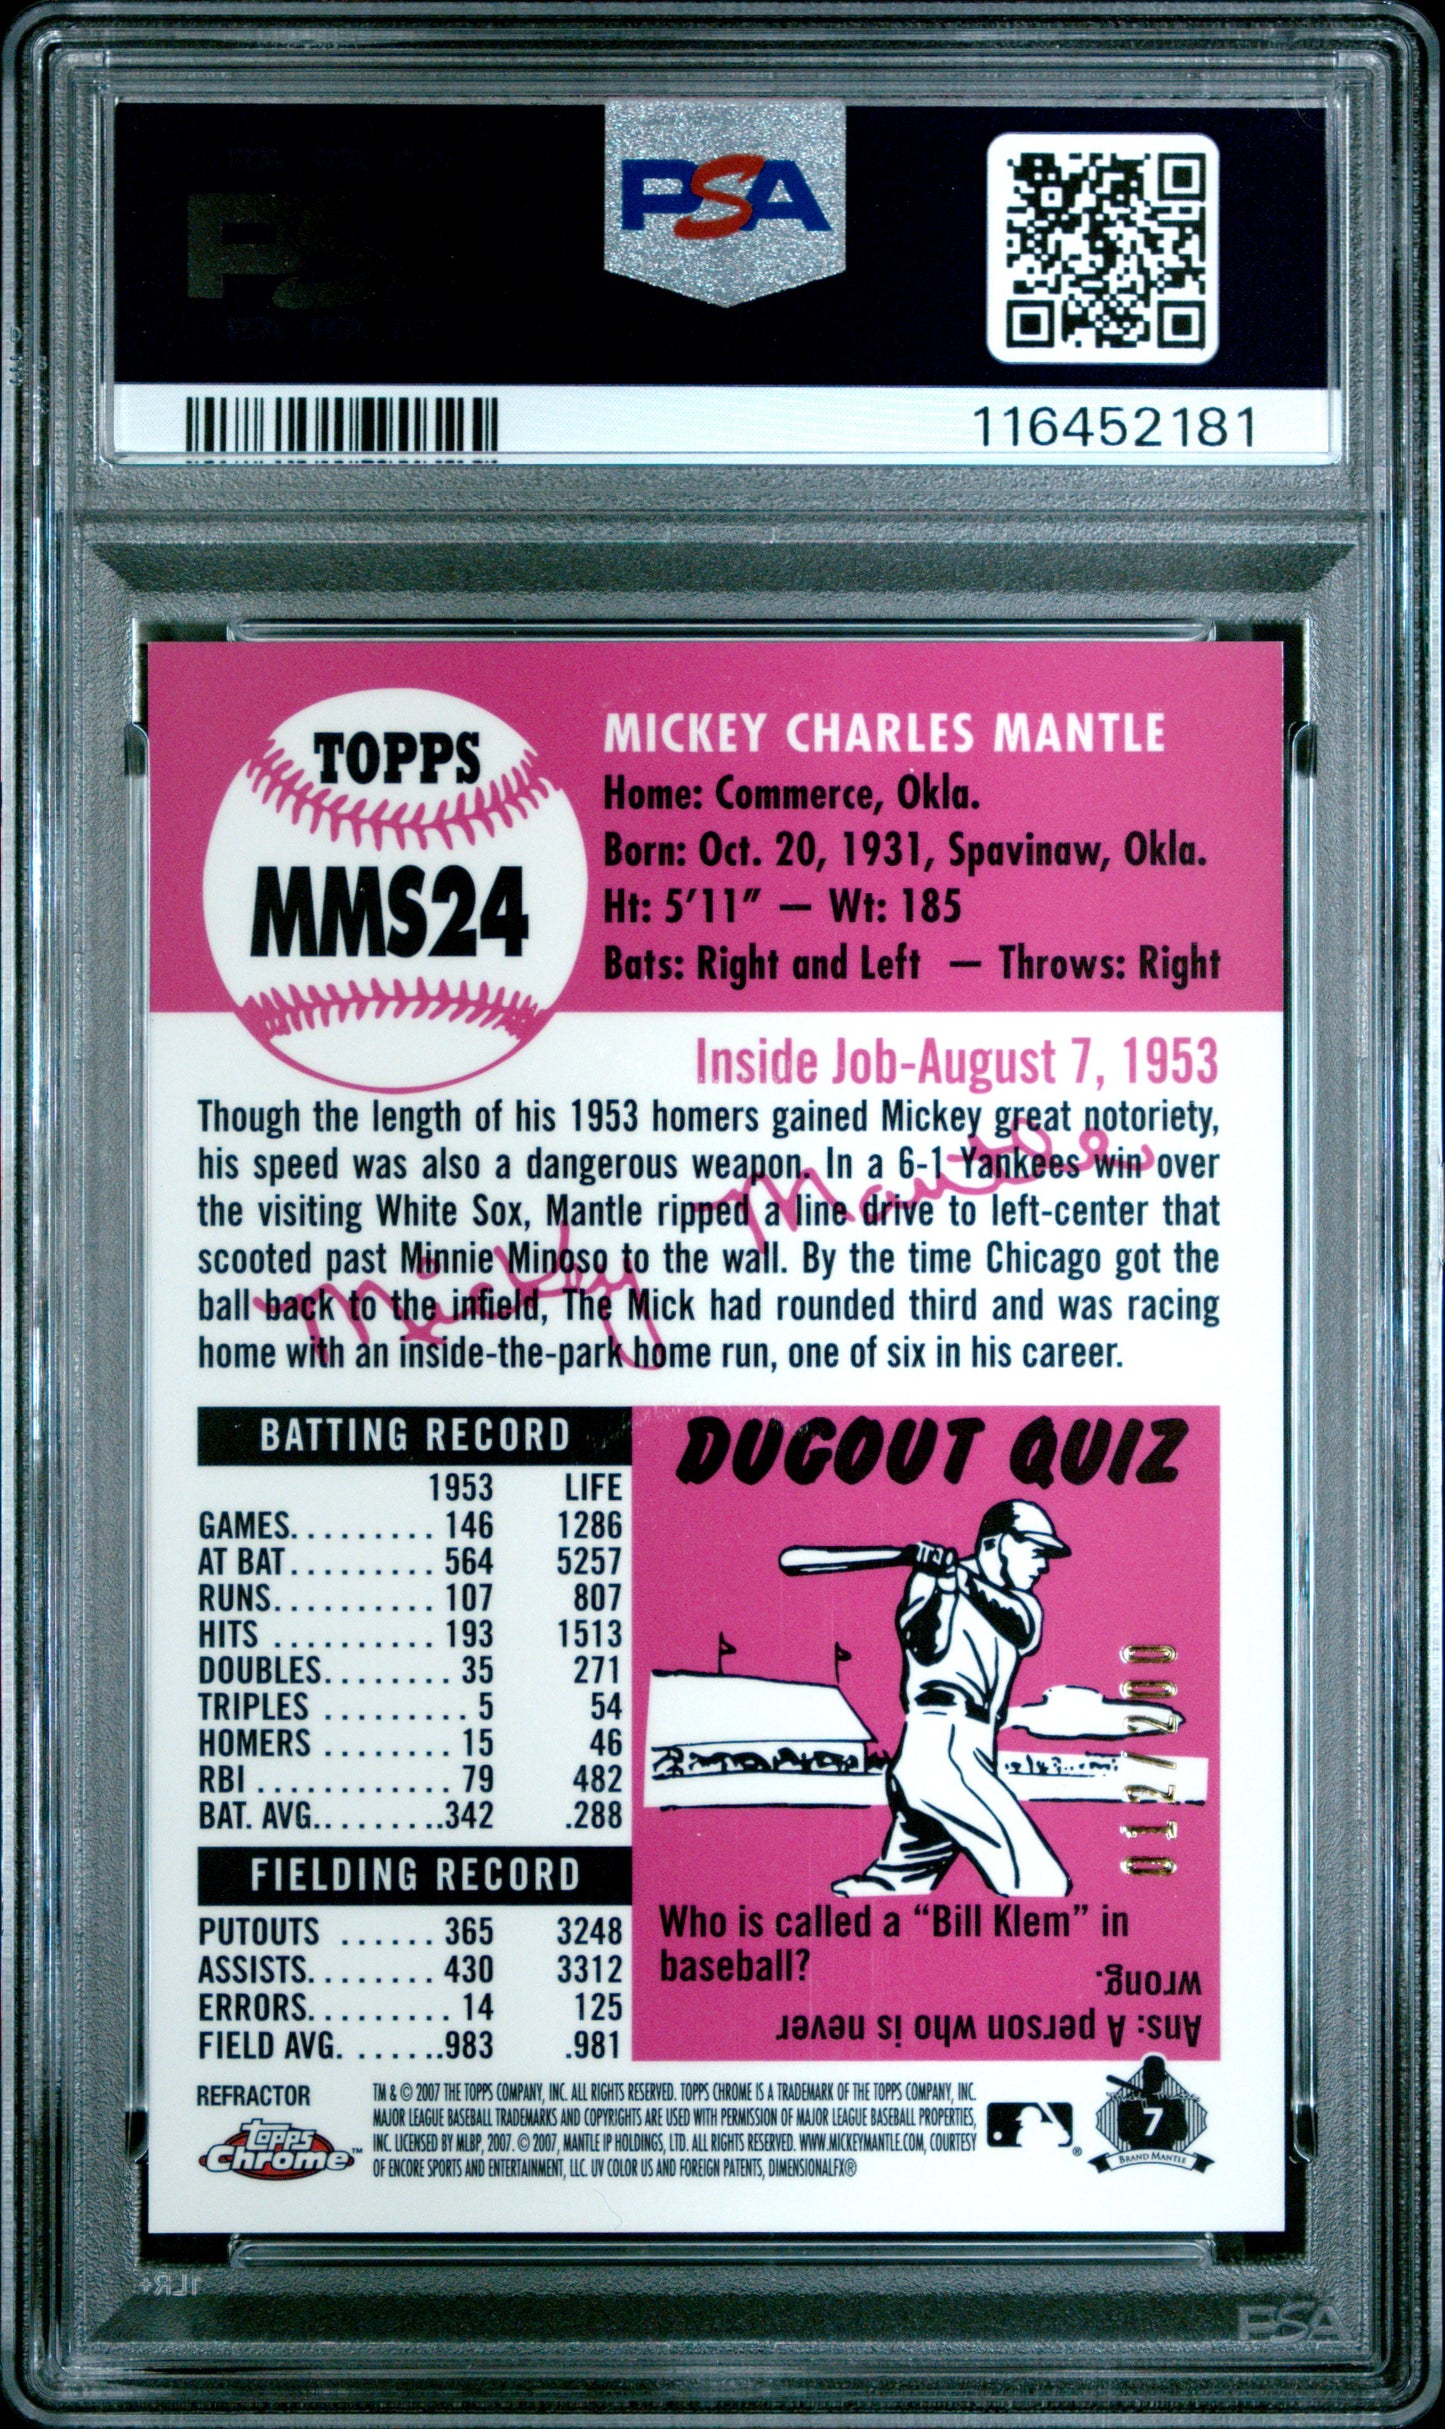 PSA
116452181
TOPPS
MMS24
MICKEY CHARLES MANTLE
Home: Commerce, Okla.
Born: Oct. 20, 1931, Spavinaw, Okla.
Ht: 5'11" — Wt: 185
Bats: Right and Left — Throws: Right
Inside Job-August 7, 1953
Though the length of his 1953 homers gained Mickey great notoriety,
his speed was also a dangerous weapon. In a 6-1 Yankees win over
the visiting White Sox, Mantle ripped a line drive to left-center that
scooted past Minnie Minoso to the wall. By the time Chicago got the
ball back to the infield, The Mick had rounded third and was racing
home with an inside-the-park home run, one of six in his career.
Mickey Mantle
BATTING RECORD
1953 LIFE
GAMES......... 146 1286
AT BAT......... 564 5257
RUNS.......... 107 807
HITS .......... 193 1513
DOUBLES....... 35 271
TRIPLES ......... 5 54
HOMERS ........ 15 46
RBI ........... 79 482
BAT. AVG.........342 .288
FIELDING RECORD
PUTOUTS ...... 365 3248
ASSISTS........ 430 3312
ERRORS......... 14 125
FIELD AVG. ......983 .981
DUGOUT QUIZ
012/200
Who is called a “Bill Klem” in
baseball?
Ans: A person who is never
wrong.
REFRACTOR
Topps Chrome™
TM & © 2007 THE TOPPS COMPANY, INC. ALL RIGHTS RESERVED. TOPPS CHROME IS A TRADEMARK OF THE TOPPS COMPANY, INC.
MAJOR LEAGUE BASEBALL TRADEMARKS AND COPYRIGHTS ARE USED WITH PERMISSION OF MAJOR LEAGUE BASEBALL PROPERTIES,
INC. LICENSED BY MLBP, 2007. © 2007, MANTLE IP HOLDINGS, LTD. ALL RIGHTS RESERVED. WWW.MICKEYMANTLE.COM, COURTESY
OF ENCORE SPORTS AND ENTERTAINMENT, LLC. UV COLOR US AND FOREIGN PATENTS, DIMENSIONALFX®
®
7
BRAND MANTLE
1LR+
PSA